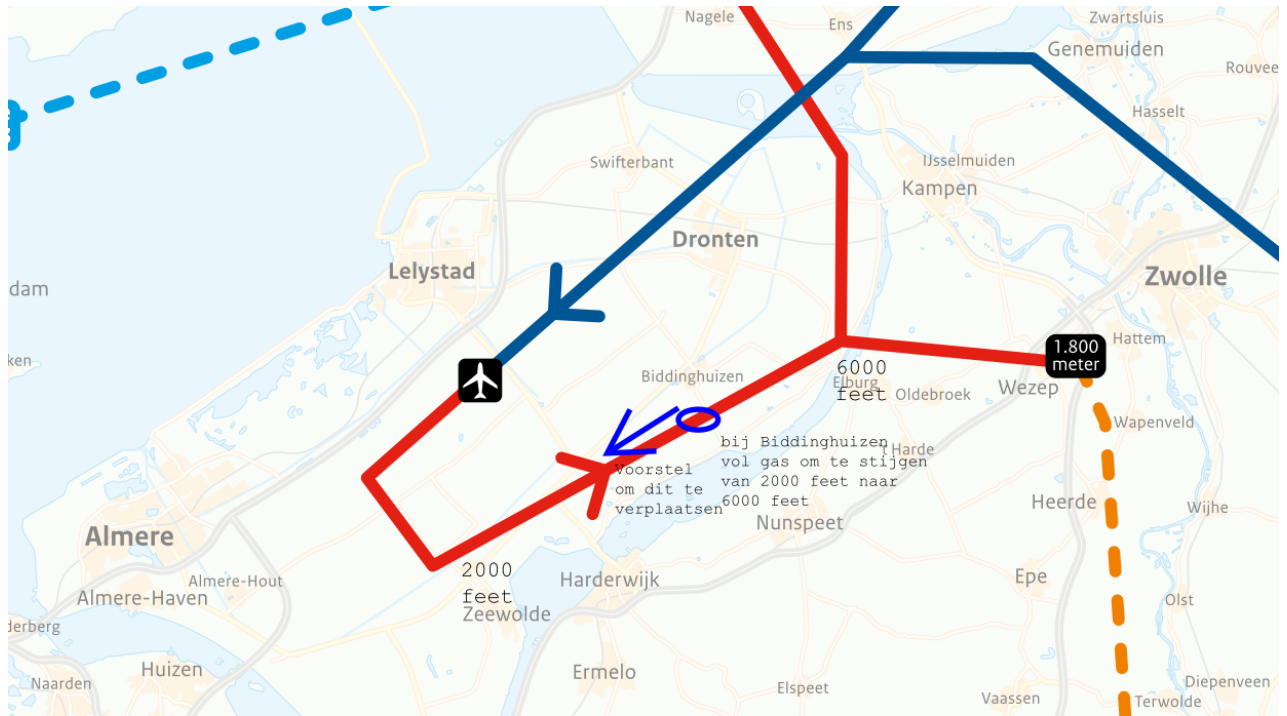 Nagele
Ens
Zwartsluis
Genemuiden
Rouvee
Hasselt
Swifterbant
IJsselmuiden
Kampen
Dronten
Lelystad
Zwolle
dam
Hattem
1.800
meter
ken
Biddinghuizen
6000
feet
Elburg
Oldebroek
Wezep
Wapenveld
bij Biddinghuizen
vol gas om te stijgen
van 2000 feet naar
6000 feet
't Harde
Voorstel
om dit te
verplaatsen
Heerde
Wijhe
Nunspeet
Almere
2000
feet
Almere-Hout
Harderwijk
Epe
Almere-Haven
Zeewolde
Olst
derberg
Huizen
Ermelo
Naarden
Elspeet
Diepenveen
Vaassen
Terwolde